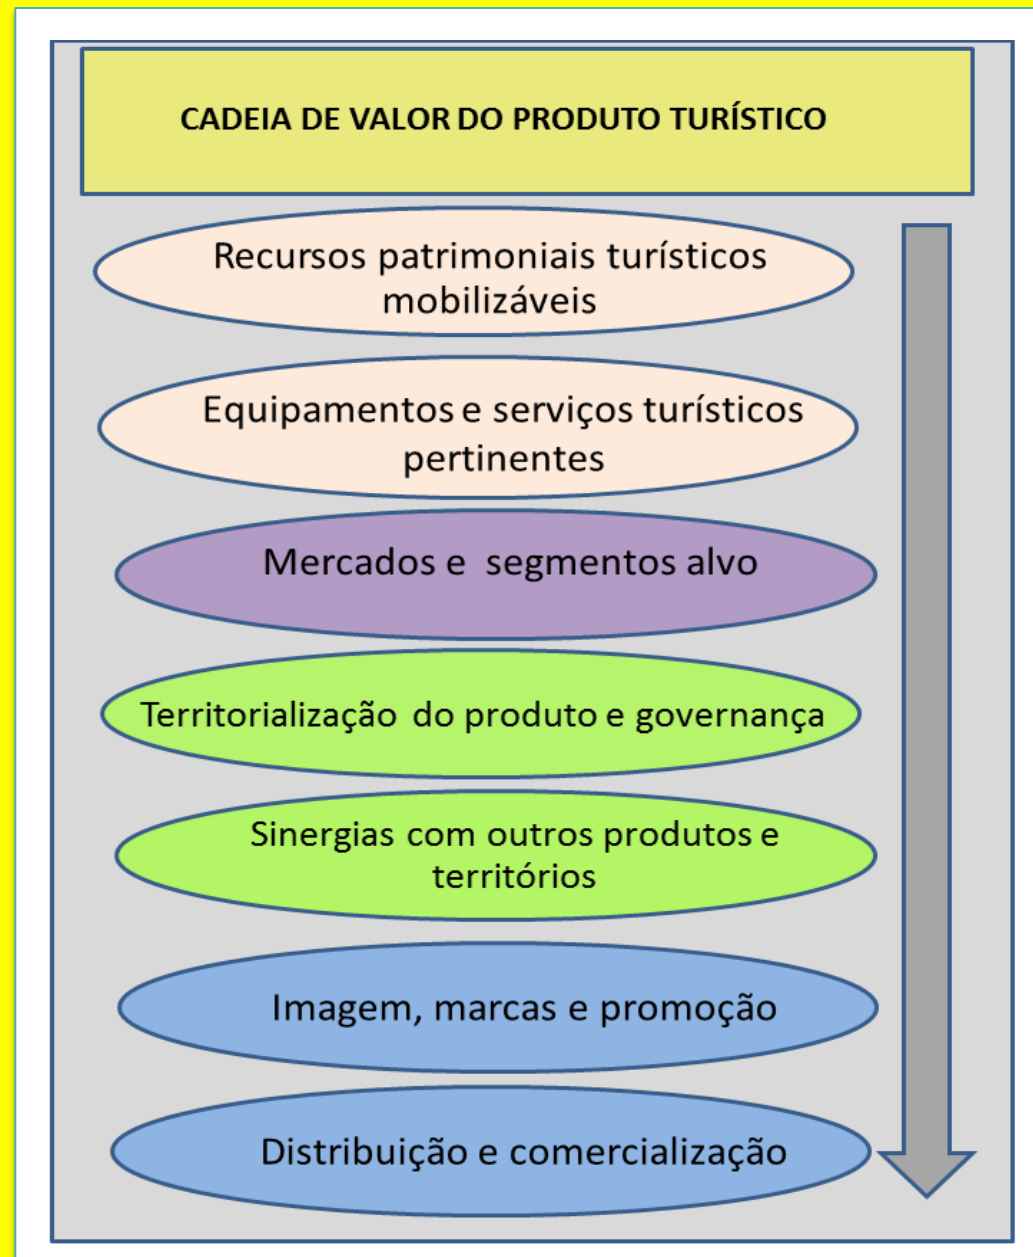 CADEIA DE VALOR DO PRODUTO TURÍSTICO
Recursos patrimoniais turísticos
mobilizáveis
Equipamentos e serviços turísticos
pertinentes
Mercados e segmentos alvo
Territorialização do produto e governança
Sinergias com outros produtos e
territórios
Imagem, marcas e promoção
Distribuição e comercialização